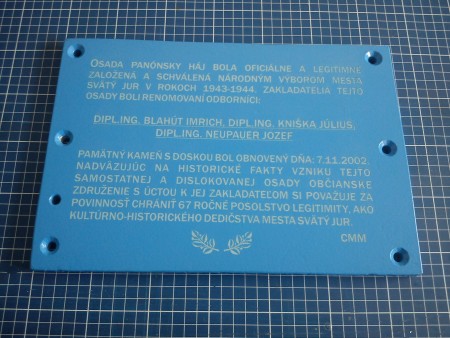 OSADA PANÓNSKY HÁJ BOLA OFICIÁLNE A LEGITIMNE
ZALOŽENÁ A SCHVÁLENÁ NÁRODNÝM VÝBOROM MESTA
SVÄTÝ JUR V ROKOCH 1943-1944. ZAKLADATELIA TEJTO
OSADY BOLI RENOMOVANÍ ODBORNÍCI:
DIPL.ING. BLAHÚT IMRICH, DIPL.ING. KNIŠKA JÚLIUS,
DIPL.ING. NEUPAUER JOZEF
PAMÄTNÝ KAMEŇ S DOSKOU BOL OBNOVENÝ DŇA: 7.11.2002.
NADVÄZUJÚC NA HISTORICKÉ FAKTY VZNIKU TEJTO
SAMOSTATNEJ A DISLOKOVANEJ OSADY OBČIANSKE
ZDRUŽENIE S ÚCTOU K JEJ ZAKLADATEĽOM SI POVAŽUJE ZA
POVINNOSŤ CHRÁNIŤ 67 ROČNÉ POSOLSTVO LEGITIMITY, AKO
KULTÚRNO-HISTORICKÉHO DEDIČSTVA MESTA SVÄTÝ JUR.
CMM